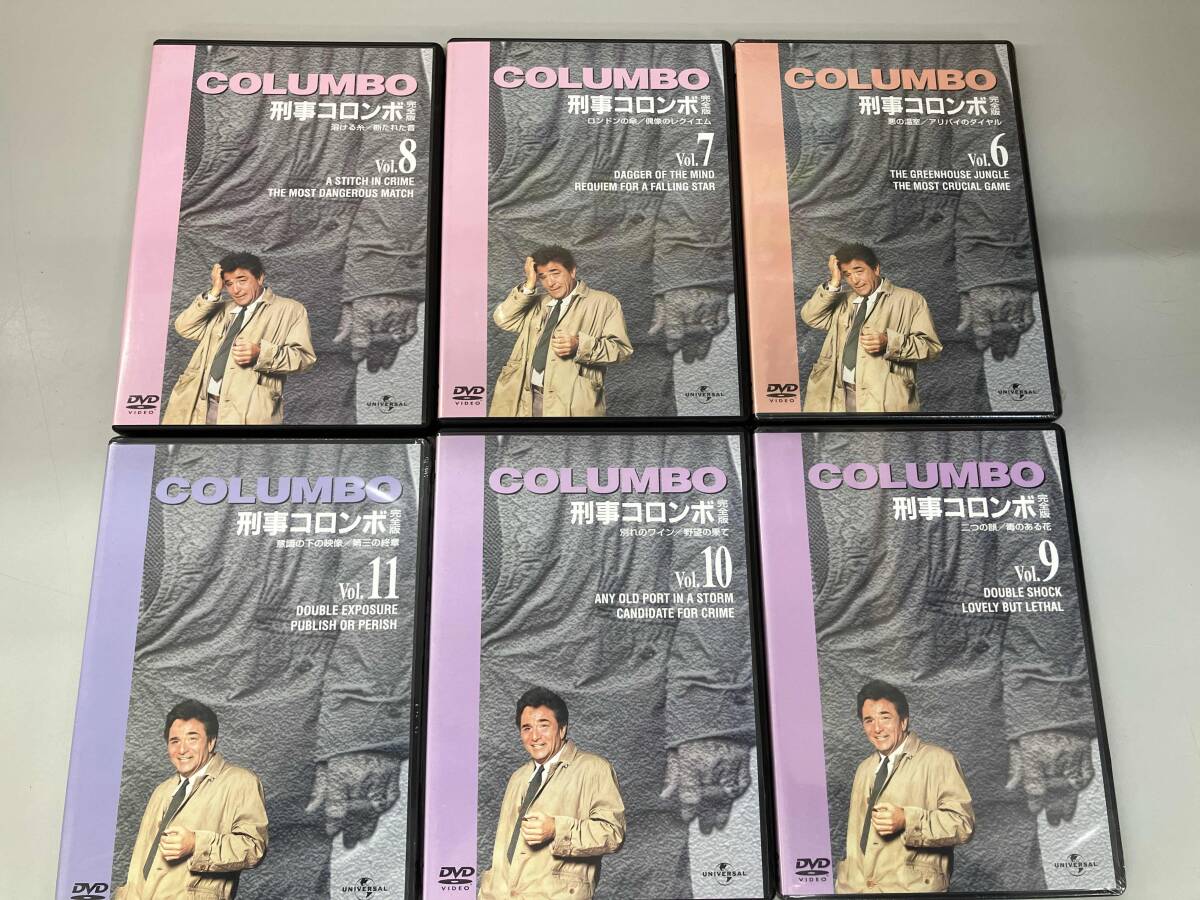 COLUMBO
刑事コロンボ 完全版
溶ける糸／断たれた音
Vol.8
A STITCH IN CRIME
THE MOST DANGEROUS MATCH
DVD
VIDEO
UNIVERSAL
COLUMBO
刑事コロンボ 完全版
ロンドンの傘／偶像のレクイエム
Vol.7
DAGGER OF THE MIND
REQUIEM FOR A FALLING STAR
DVD
VIDEO
UNIVERSAL
COLUMBO
刑事コロンボ 完全版
悪の温室／アリバイのダイヤル
Vol.6
THE GREENHOUSE JUNGLE
THE MOST CRUCIAL GAME
DVD
VIDEO
UNIVERSAL
COLUMBO
刑事コロンボ 完全版
意識の下の映像／第三の終章
Vol.11
DOUBLE EXPOSURE
PUBLISH OR PERISH
DVD
VIDEO
UNIVERSAL
COLUMBO
刑事コロンボ 完全版
別れのワイン／野望の果て
Vol.10
ANY OLD PORT IN A STORM
CANDIDATE FOR CRIME
DVD
VIDEO
UNIVERSAL
COLUMBO
刑事コロンボ 完全版
二つの顔／毒のある花
Vol.9
DOUBLE SHOCK
LOVELY BUT LETHAL
DVD
VIDEO
UNIVERSAL